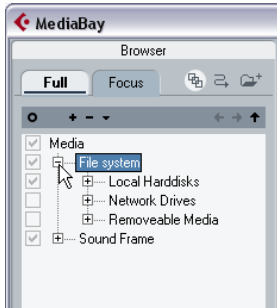 MediaBay
Browser
Full Focus
Media
File system
Local Harddisks
Network Drives
Removeable Media
Sound Frame